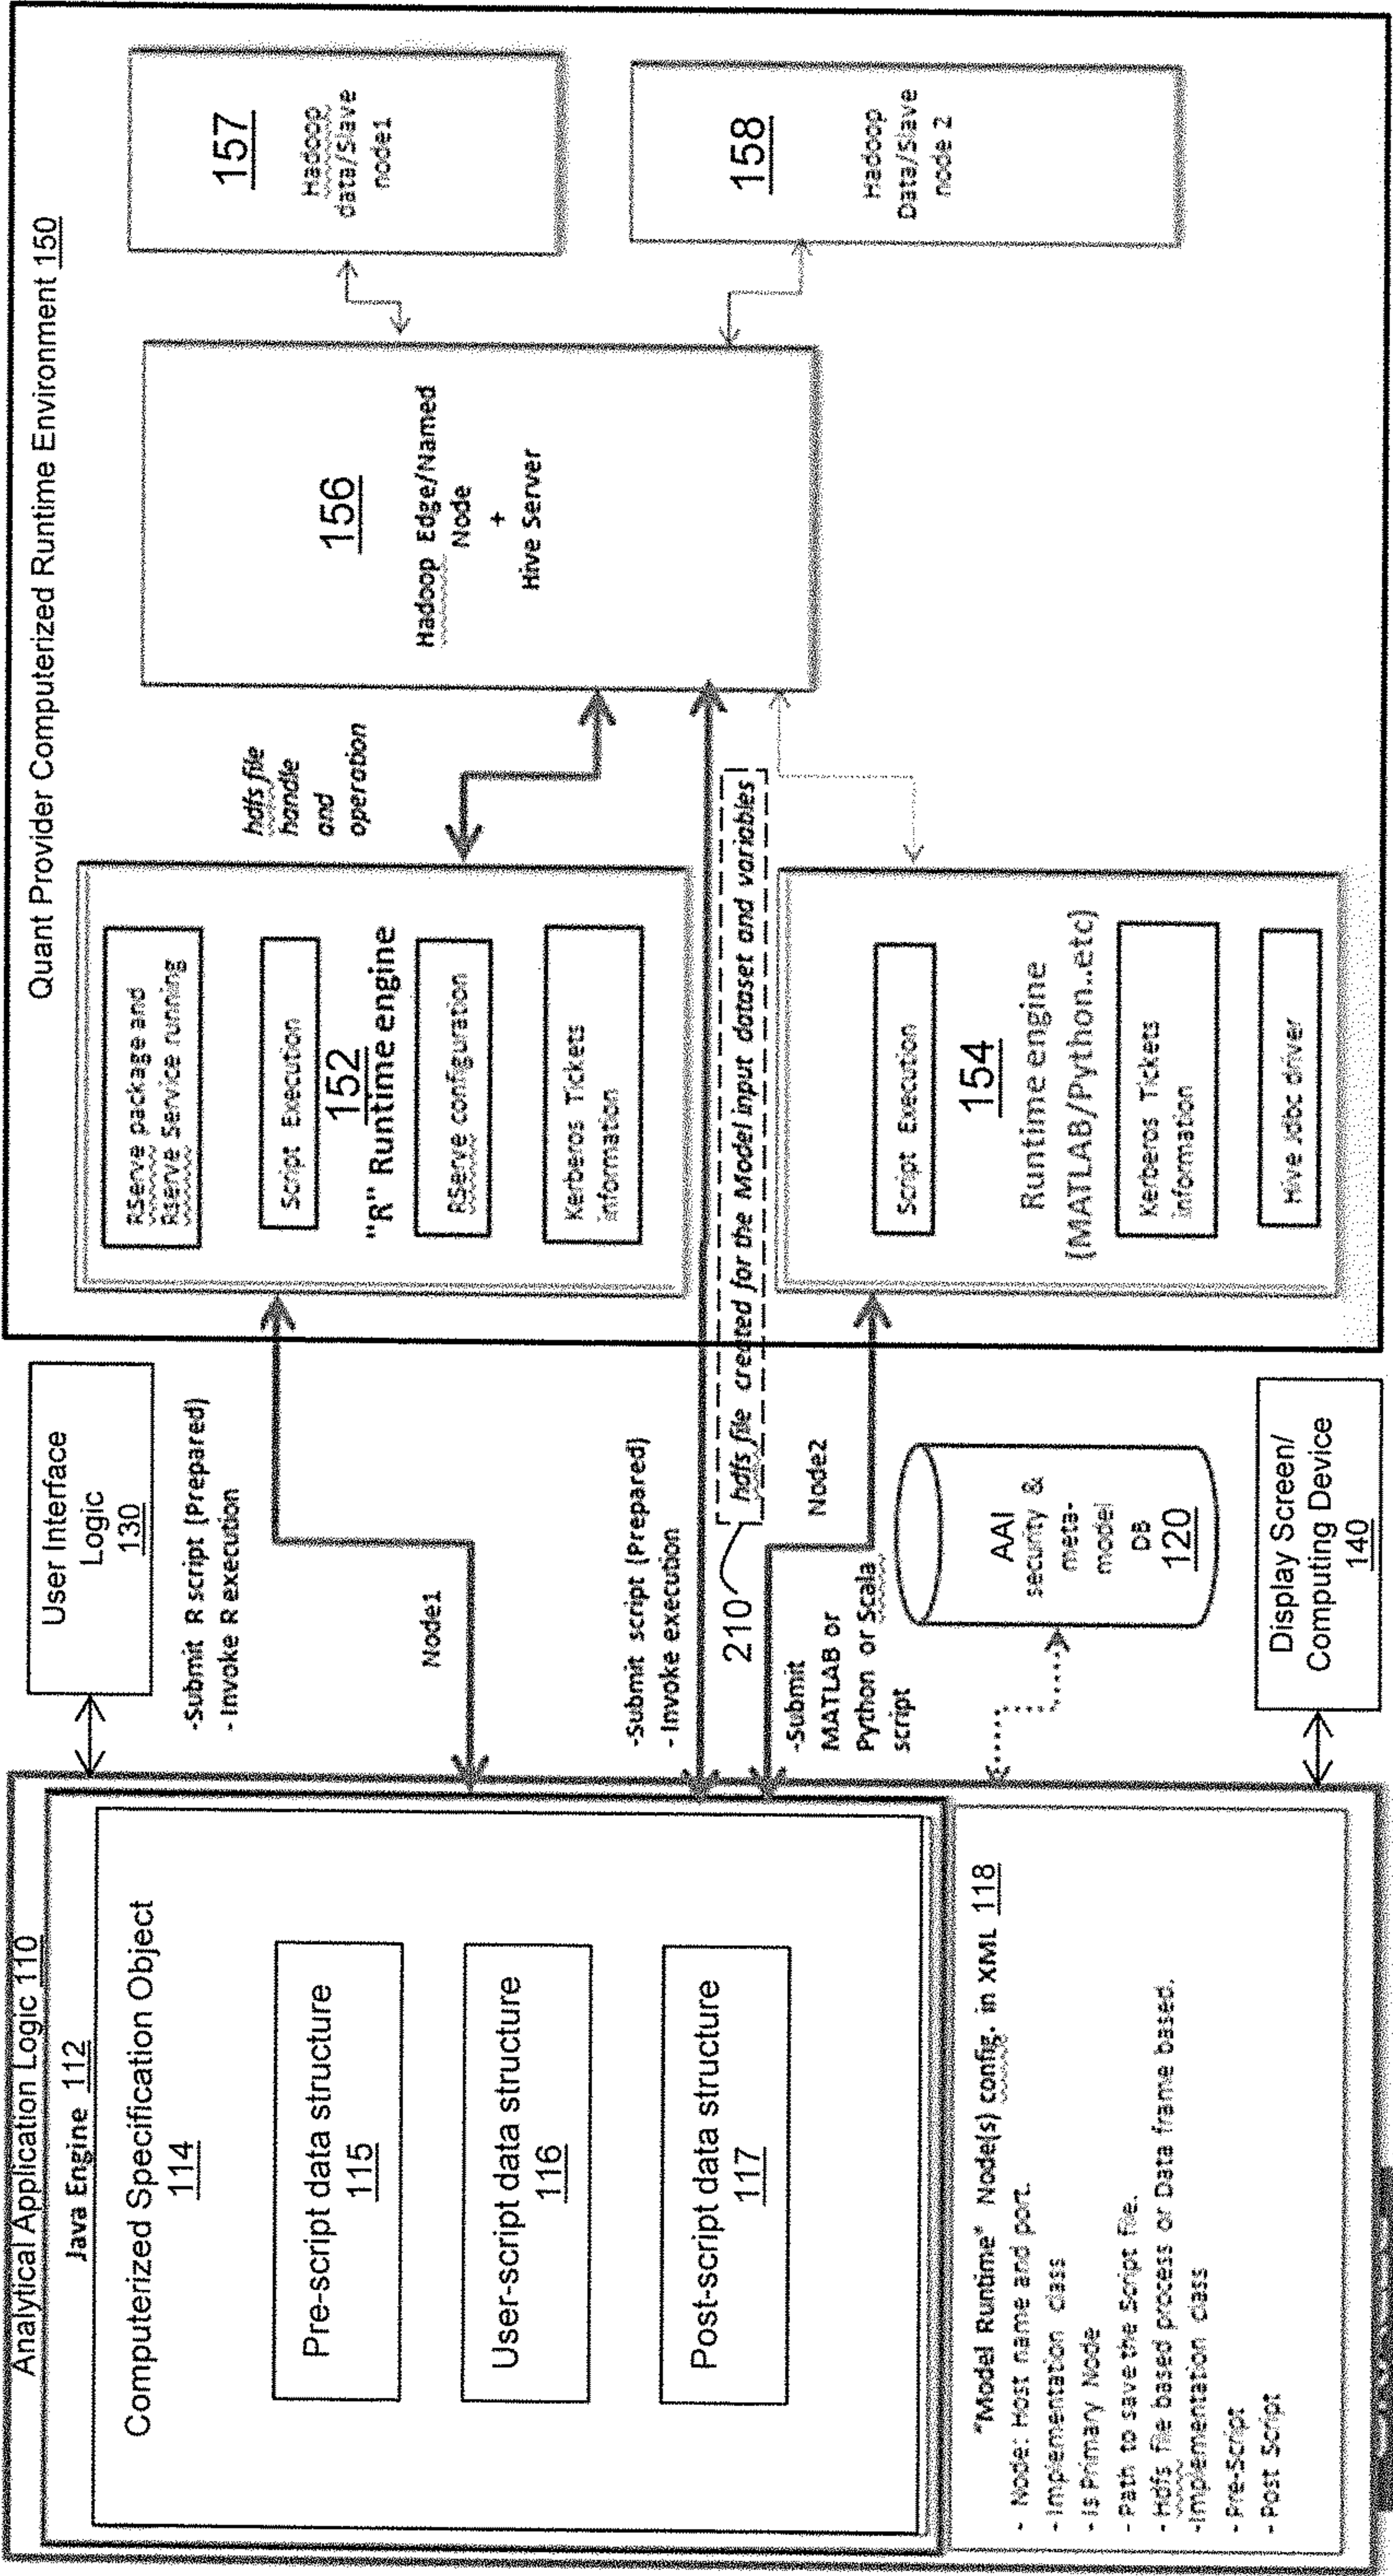 Analytical Application Logic 110
Java Engine 112
Computerized Specification Object
114
Pre-script data structure
115
User-script data structure
116
Post-script data structure
117
"Model Runtime" Node(s) config. in XML 118
- Node: Host name and port.
- Implementation class
- Is Primary Node
- Path to save the Script file.
- Hdfs file based process or Data frame based.
-Implementation class
- Pre-Script
- Post Script
User Interface
Logic
130
-Submit R script (Prepared)
- Invoke R execution
Node1
-Submit script (Prepared)
- Invoke execution
210
hdfs file created for the Model input dataset and variables
-Submit
MATLAB or
Python or Scala
script
Node2
AAI
security &
meta-
model
DB
120
Display Screen/
Computing Device
140
Quant Provider Computerized Runtime Environment 150
RServe package and
RServe Service running
Script Execution
152
"R" Runtime engine
RServe configuration
Kerberos Tickets
information
hdfs file
handle
and
operation
Script Execution
154
Runtime engine
(MATLAB/Python..etc)
Kerberos Tickets
information
Hive Jdbc driver
156
Hadoop Edge/Named
Node
+
Hive Server
157
Hadoop
data/Slave
node1
158
Hadoop
Data/Slave
node 2